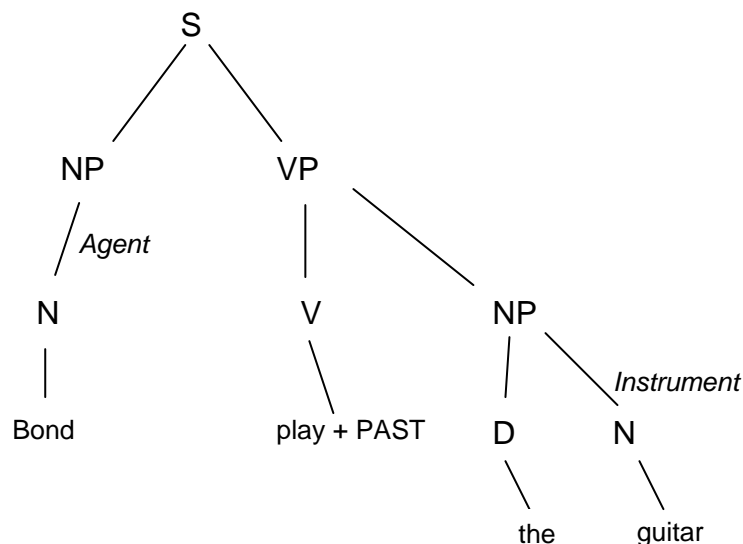 S
NP VP
Agent
N V NP
Instrument
Bond play + PAST D N
the guitar